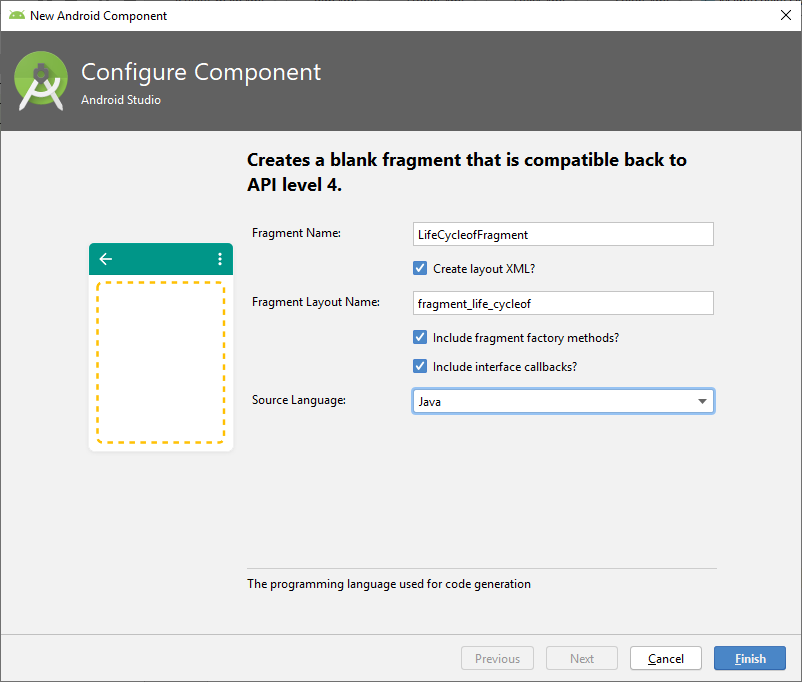 New Android Component
Configure Component
Android Studio
Creates a blank fragment that is compatible back to
API level 4.
Fragment Name:
LifeCycleofFragment
Create layout XML?
Fragment Layout Name:
fragment_life_cycleof
Include fragment factory methods?
Include interface callbacks?
Source Language:
Java
The programming language used for code generation
Previous
Next
Cancel
Finish